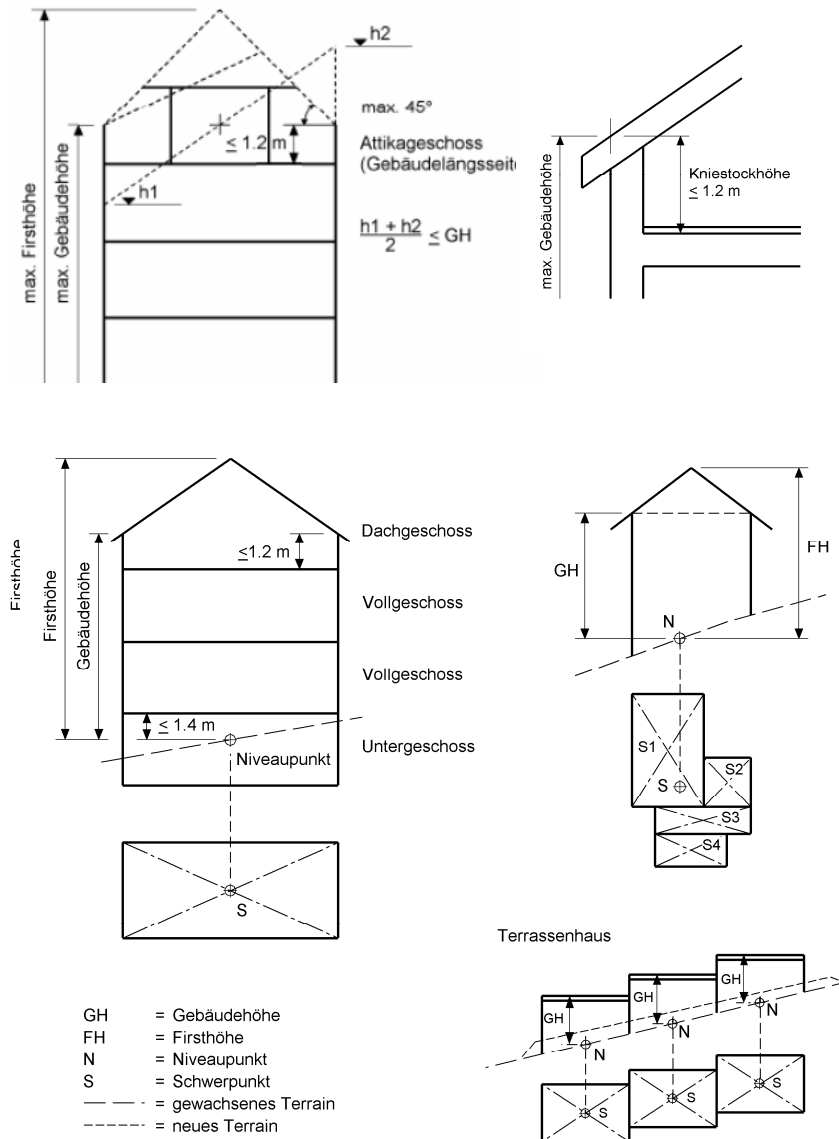 h2
max. 45°
≤ 1.2 m
Attikageschoss
(Gebäudelängsseite
h1
h1 + h2
2
≤ GH
max. Firsthöhe
max. Gebäudehöhe
Kniestockhöhe
≤ 1.2 m
max. Gebäudehöhe
Firsthöhe
Firsthöhe
Gebäudehöhe
≤1.2 m
Dachgeschoss
Vollgeschoss
Vollgeschoss
≤ 1.4 m
Niveaupunkt
Untergeschoss
S
GH
FH
N
S1
S2
S
S3
S4
Terrassenhaus
GH
GH
GH
N
N
N
S
S
S
GH = Gebäudehöhe
FH = Firsthöhe
N = Niveaupunkt
S = Schwerpunkt
= gewachsenes Terrain
= neues Terrain